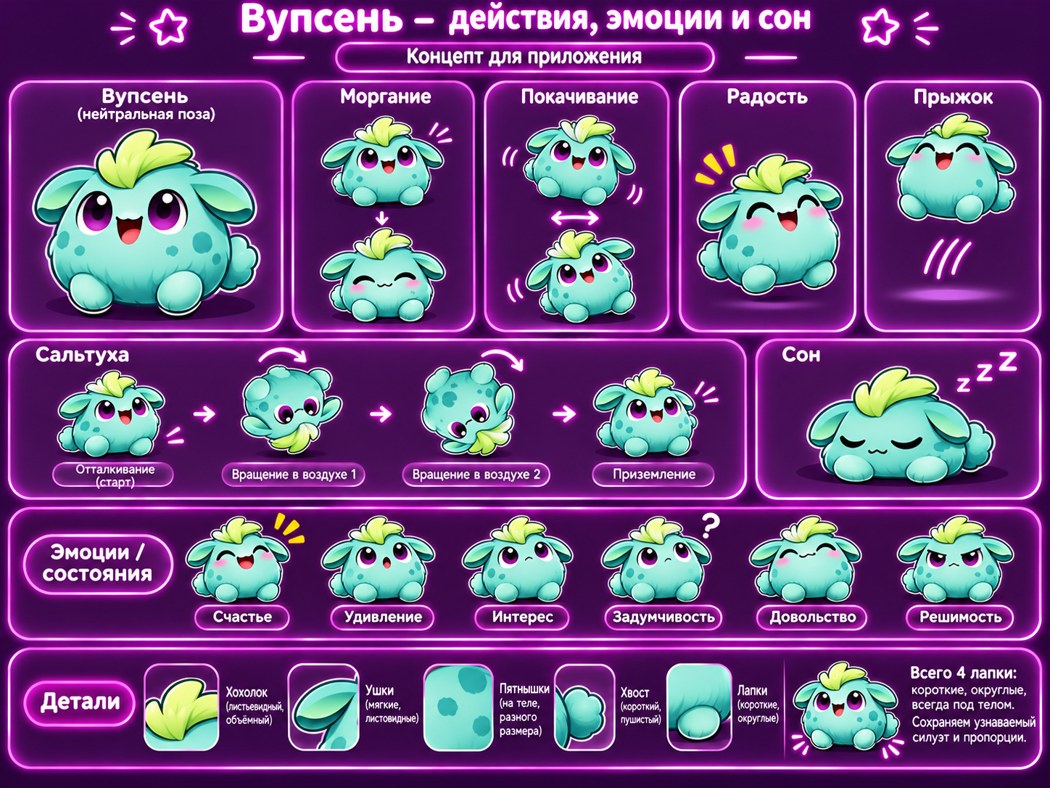 Вупсень – действия, эмоции и сон
Концепт для приложения
Вупсень
(нейтральная поза)
Моргание
Покачивание
Радость
Прыжок
Сальтуха
Отталкивание
(старт)
Вращение в воздухе 1
Вращение в воздухе 2
Приземление
Сон
z z z
Эмоции /
состояния
Счастье
Удивление
Интерес
?
Задумчивость
Довольство
Решимость
Детали
Хохолок
(листьевидный,
объёмный)
Ушки
(мягкие,
листовидные)
Пятнышки
(на теле,
разного
размера)
Хвост
(короткий,
пушистый)
Лапки
(короткие,
округлые)
Всего 4 лапки:
короткие, округлые,
всегда под телом.
Сохраняем узнаваемый
силуэт и пропорции.